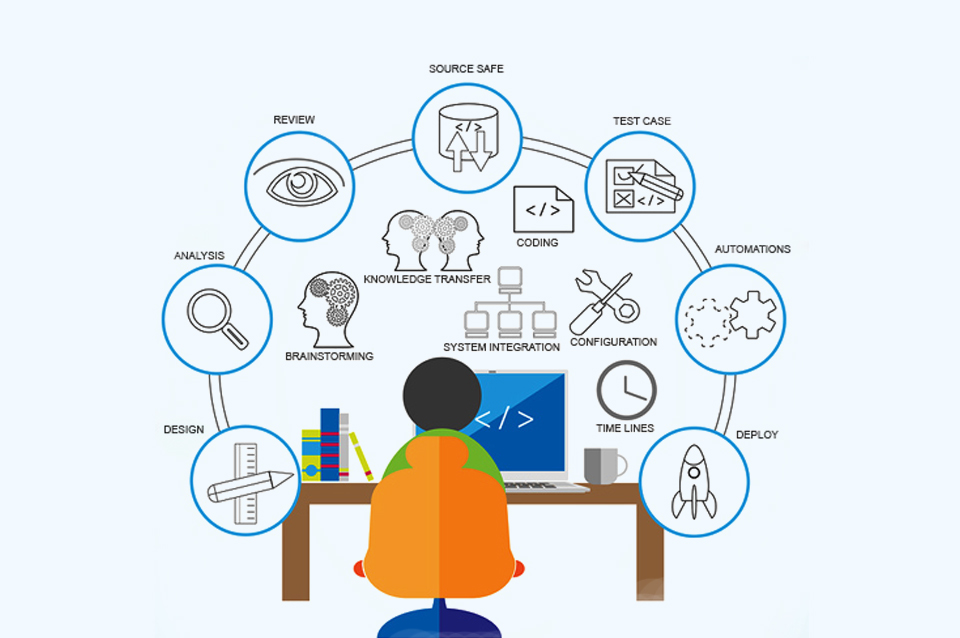 SOURCE SAFE
REVIEW
TEST CASE
</>
</>
</>
CODING
ANALYSIS
AUTOMATIONS
KNOWLEDGE TRANSFER
BRAINSTORMING
SYSTEM INTEGRATION
CONFIGURATION
</>
TIME LINES
DESIGN
DEPLOY